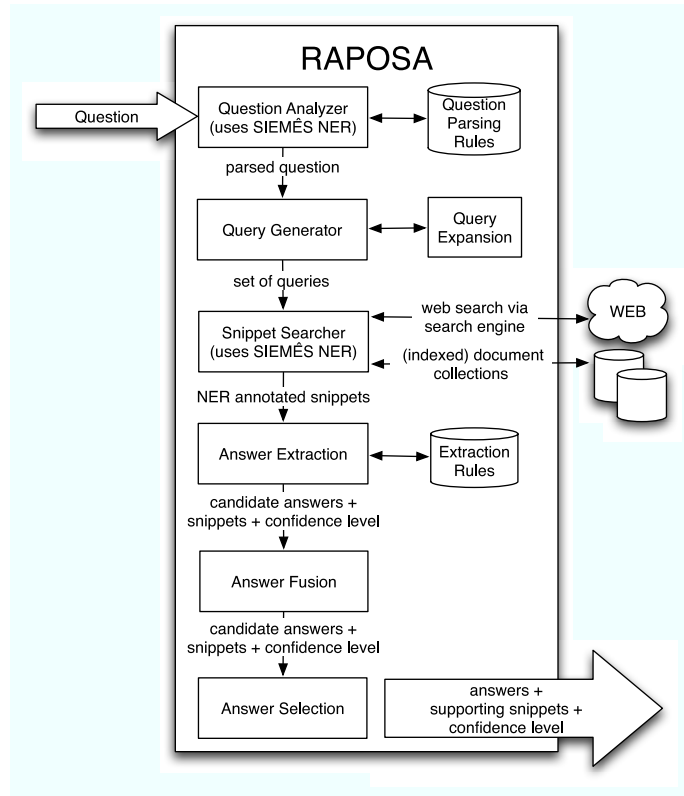 RAPOSA
Question
Question Analyzer
(uses SIEMÊS NER)
Question
Parsing
Rules
parsed question
Query Generator
Query
Expansion
set of queries
Snippet Searcher
(uses SIEMÊS NER)
web search via
search engine
WEB
(indexed) document
collections
NER annotated snippets
Answer Extraction
Extraction
Rules
candidate answers +
snippets + confidence level
Answer Fusion
candidate answers +
snippets + confidence level
Answer Selection
answers +
supporting snippets +
confidence level